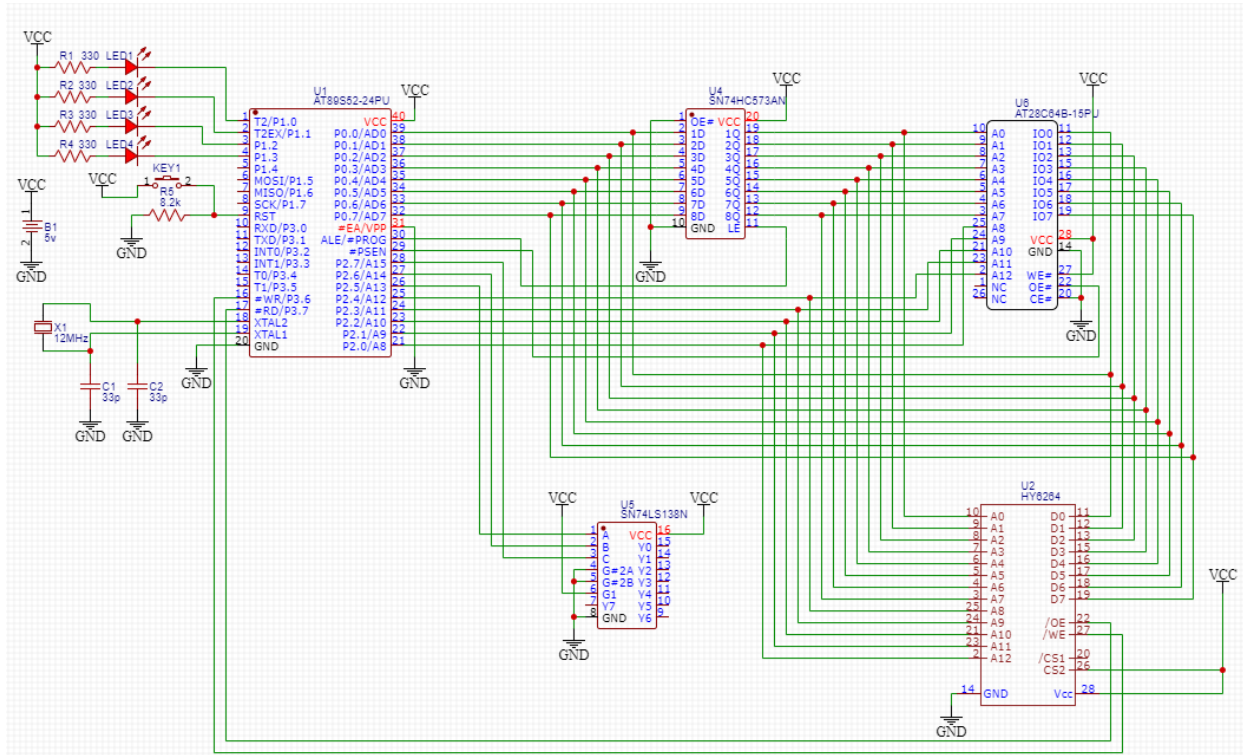 VCC
R1 330 LED1
R2 330 LED2
R3 330 LED3
R4 330 LED4
KEY1
VCC
1 2
R5
8.2k
GND
VCC
1
B1
5v
2
GND
X1
12MHz
C1
33p
C2
33p
GND
GND
U1
AT89S52-24PU
VCC
1 T2/P1.0 VCC 40
2 T2EX/P1.1 P0.0/AD0 39
3 P1.2 P0.1/AD1 38
4 P1.3 P0.2/AD2 37
5 P1.4 P0.3/AD3 36
6 MOSI/P1.5 P0.4/AD4 35
7 MISO/P1.6 P0.5/AD5 34
8 SCK/P1.7 P0.6/AD6 33
9 RST P0.7/AD7 32
10 RXD/P3.0 #EA/VPP 31
11 TXD/P3.1 ALE/#PROG 30
12 INT0/P3.2 #PSEN 29
13 INT1/P3.3 P2.7/A15 28
14 T0/P3.4 P2.6/A14 27
15 T1/P3.5 P2.5/A13 26
16 #WR/P3.6 P2.4/A12 25
17 #RD/P3.7 P2.3/A11 24
18 XTAL2 P2.2/A10 23
19 XTAL1 P2.1/A9 22
20 GND P2.0/A8 21
GND
GND
U4
SN74HC573AN
VCC
1 OE# VCC 20
2 1D 1Q 19
3 2D 2Q 18
4 3D 3Q 17
5 4D 4Q 16
6 5D 5Q 15
7 6D 6Q 14
8 7D 7Q 13
9 8D 8Q 12
10 GND LE 11
GND
VCC
U6
AT28C64B-15PU
10 A0 IO0 11
9 A1 IO1 12
8 A2 IO2 13
7 A3 IO3 15
6 A4 IO4 16
5 A5 IO5 17
4 A6 IO6 18
3 A7 IO7 19
25 A8
24 A9 VCC 28
21 A10 GND 14
23 A11
2 A12 WE# 27
1 NC OE# 22
26 NC CE# 20
GND
VCC
U5
SN74LS138N
VCC
1 A VCC 16
2 B Y0 15
3 C Y1 14
4 G#2A Y2 13
5 G#2B Y3 12
6 G1 Y4 11
7 Y7 Y5 10
8 GND Y6 9
GND
U2
HY6264
10 A0 D0 11
9 A1 D1 12
8 A2 D2 13
7 A3 D3 15
6 A4 D4 16
5 A5 D5 17
4 A6 D6 18
3 A7 D7 19
25 A8
24 A9 /OE 22
21 A10 /WE 27
23 A11
2 A12 /CS1 20
CS2 26
14 GND Vcc 28
GND
VCC